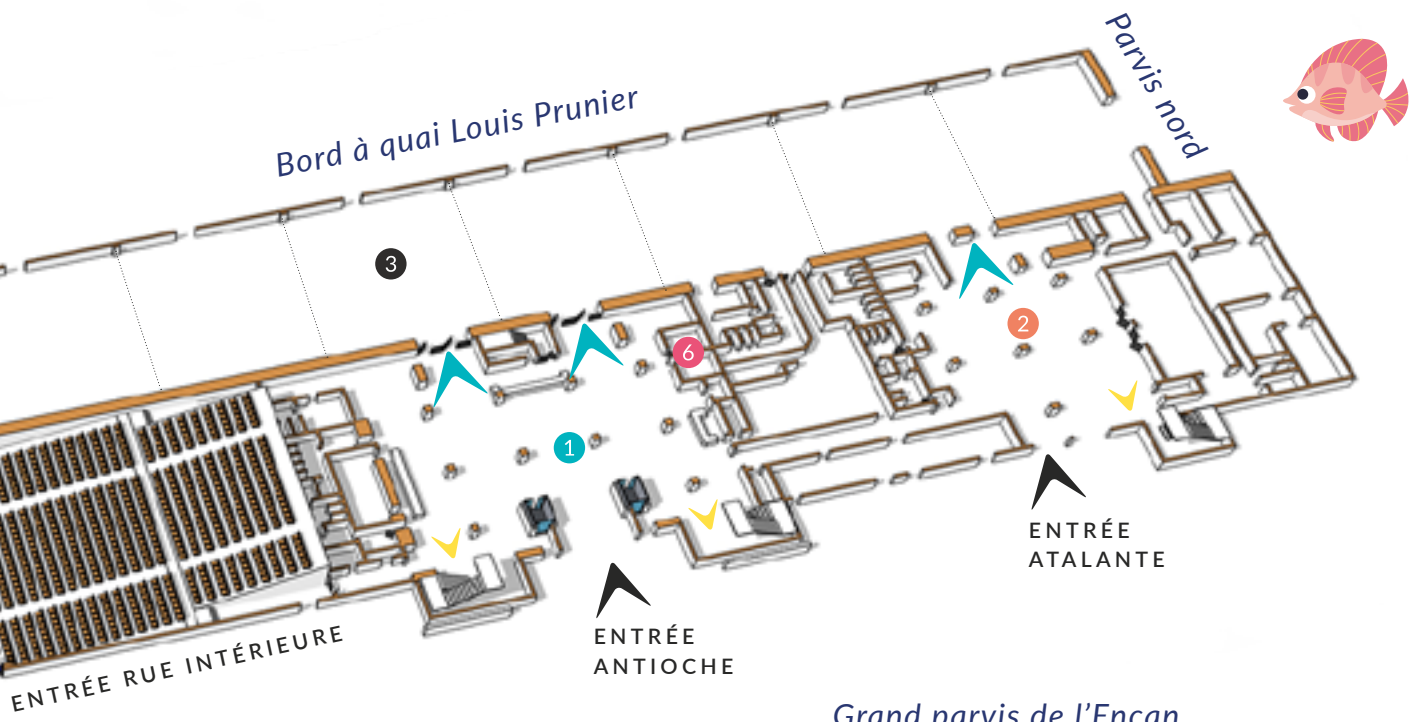 Parvis nord
Bord à quai Louis Prunier
3
2
6
1
ENTRÉE
ATALANTE
ENTRÉE
ANTIOCHE
ENTRÉE RUE INTÉRIEURE
Grand parvis de l'Encan